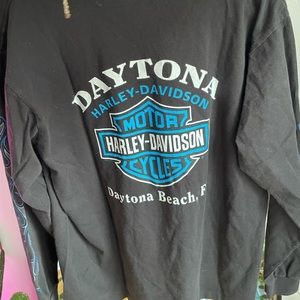 DAYTONA
HARLEY-DAVIDSON
MOTOR
HARLEY-DAVIDSON
CYCLES
Daytona Beach, F